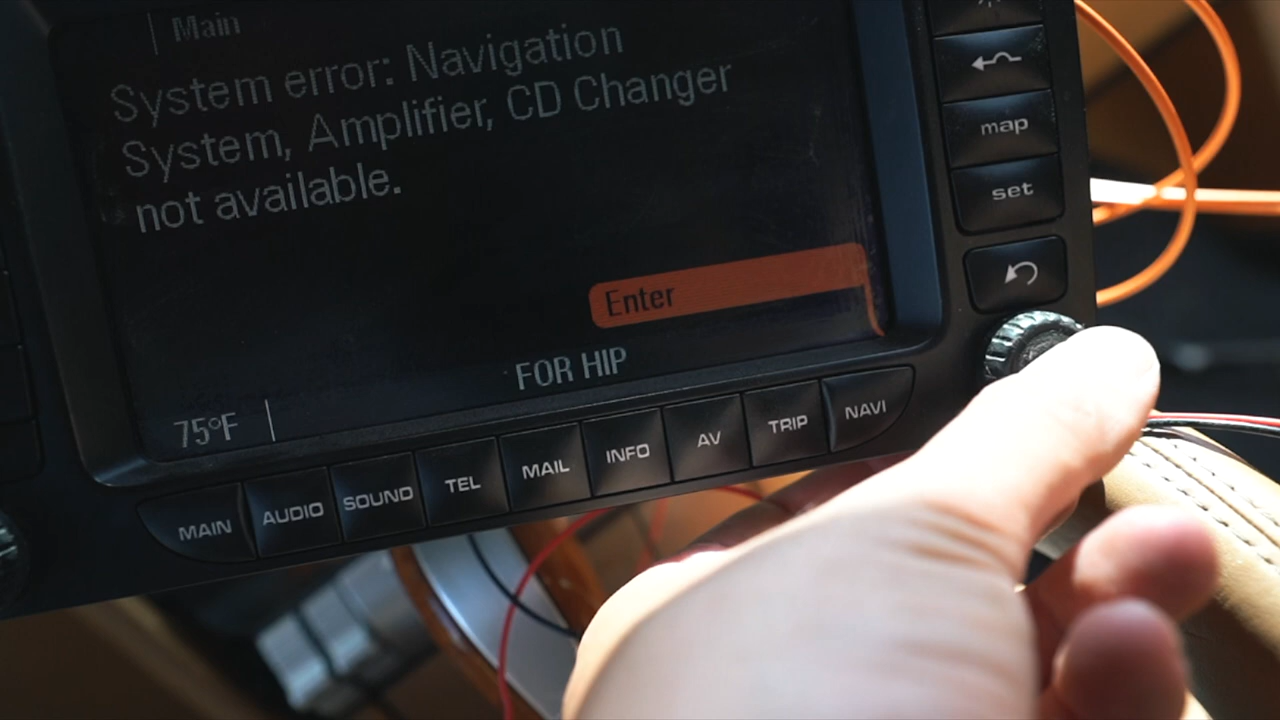 Main
System error: Navigation
System, Amplifier, CD Changer
not available.
Enter
FOR HIP
75°F
MAIN
AUDIO
SOUND
TEL
MAIL
INFO
AV
TRIP
NAVI
map
set